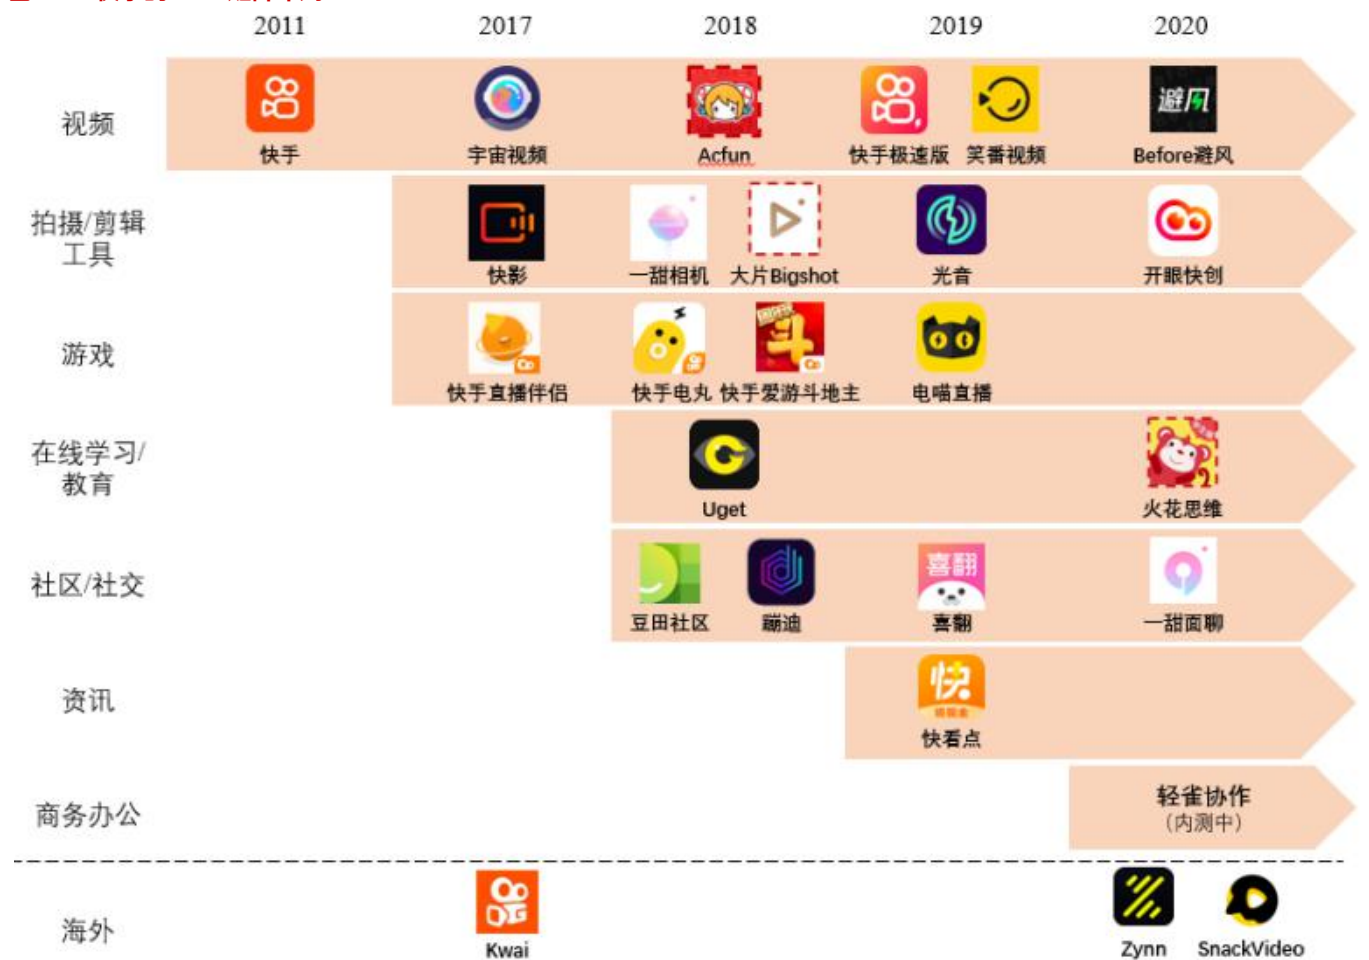 2011 2017 2018 2019 2020
视频
快手 宇宙视频 Acfun 快手极速版 笑番视频 Before避风
避风
拍摄/剪辑
工具
快影 一甜相机 大片Bigshot 光音 开眼快创
游戏
斗
快手直播伴侣 快手电丸 快手爱游斗地主 电喵直播
在线学习/
教育
Uget 火花思维
社区/社交
喜翻
豆田社区 蹦迪 喜翻 一甜面聊
资讯
快
快看点
商务办公
轻雀协作
（内测中）
海外
Kwai Zynn SnackVideo